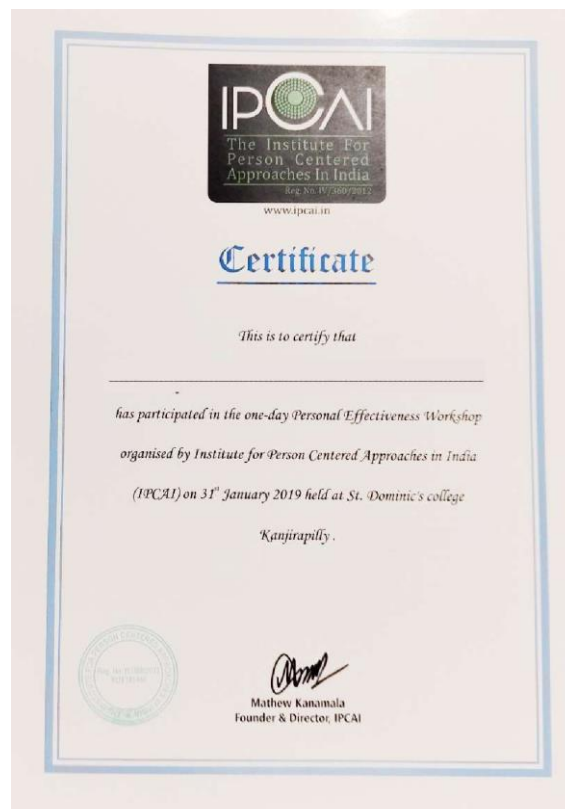 IPCAI
The Institute For
Person Centered
Approaches In India
Reg. No. IV/360/2012
www.ipcai.in
Certificate
This is to certify that
has participated in the one-day Personal Effectiveness Workshop
organised by Institute for Person Centered Approaches in India
(IPCAI) on 31st January 2019 held at St. Dominic's college
Kanjirapilly .
Mathew Kanamala
Founder & Director, IPCAI